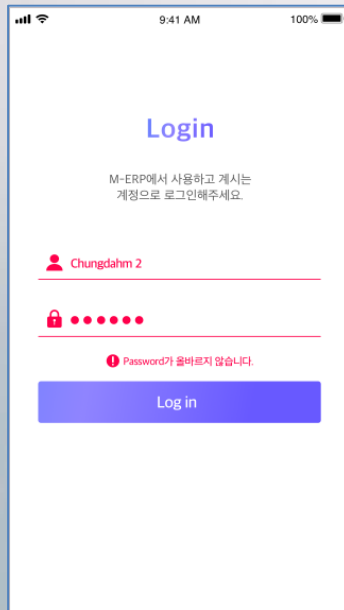 9:41 AM
100%
Login
M-ERP에서 사용하고 계시는
계정으로 로그인해주세요.
Chungdahm 2
Password가 올바르지 않습니다.
Log in